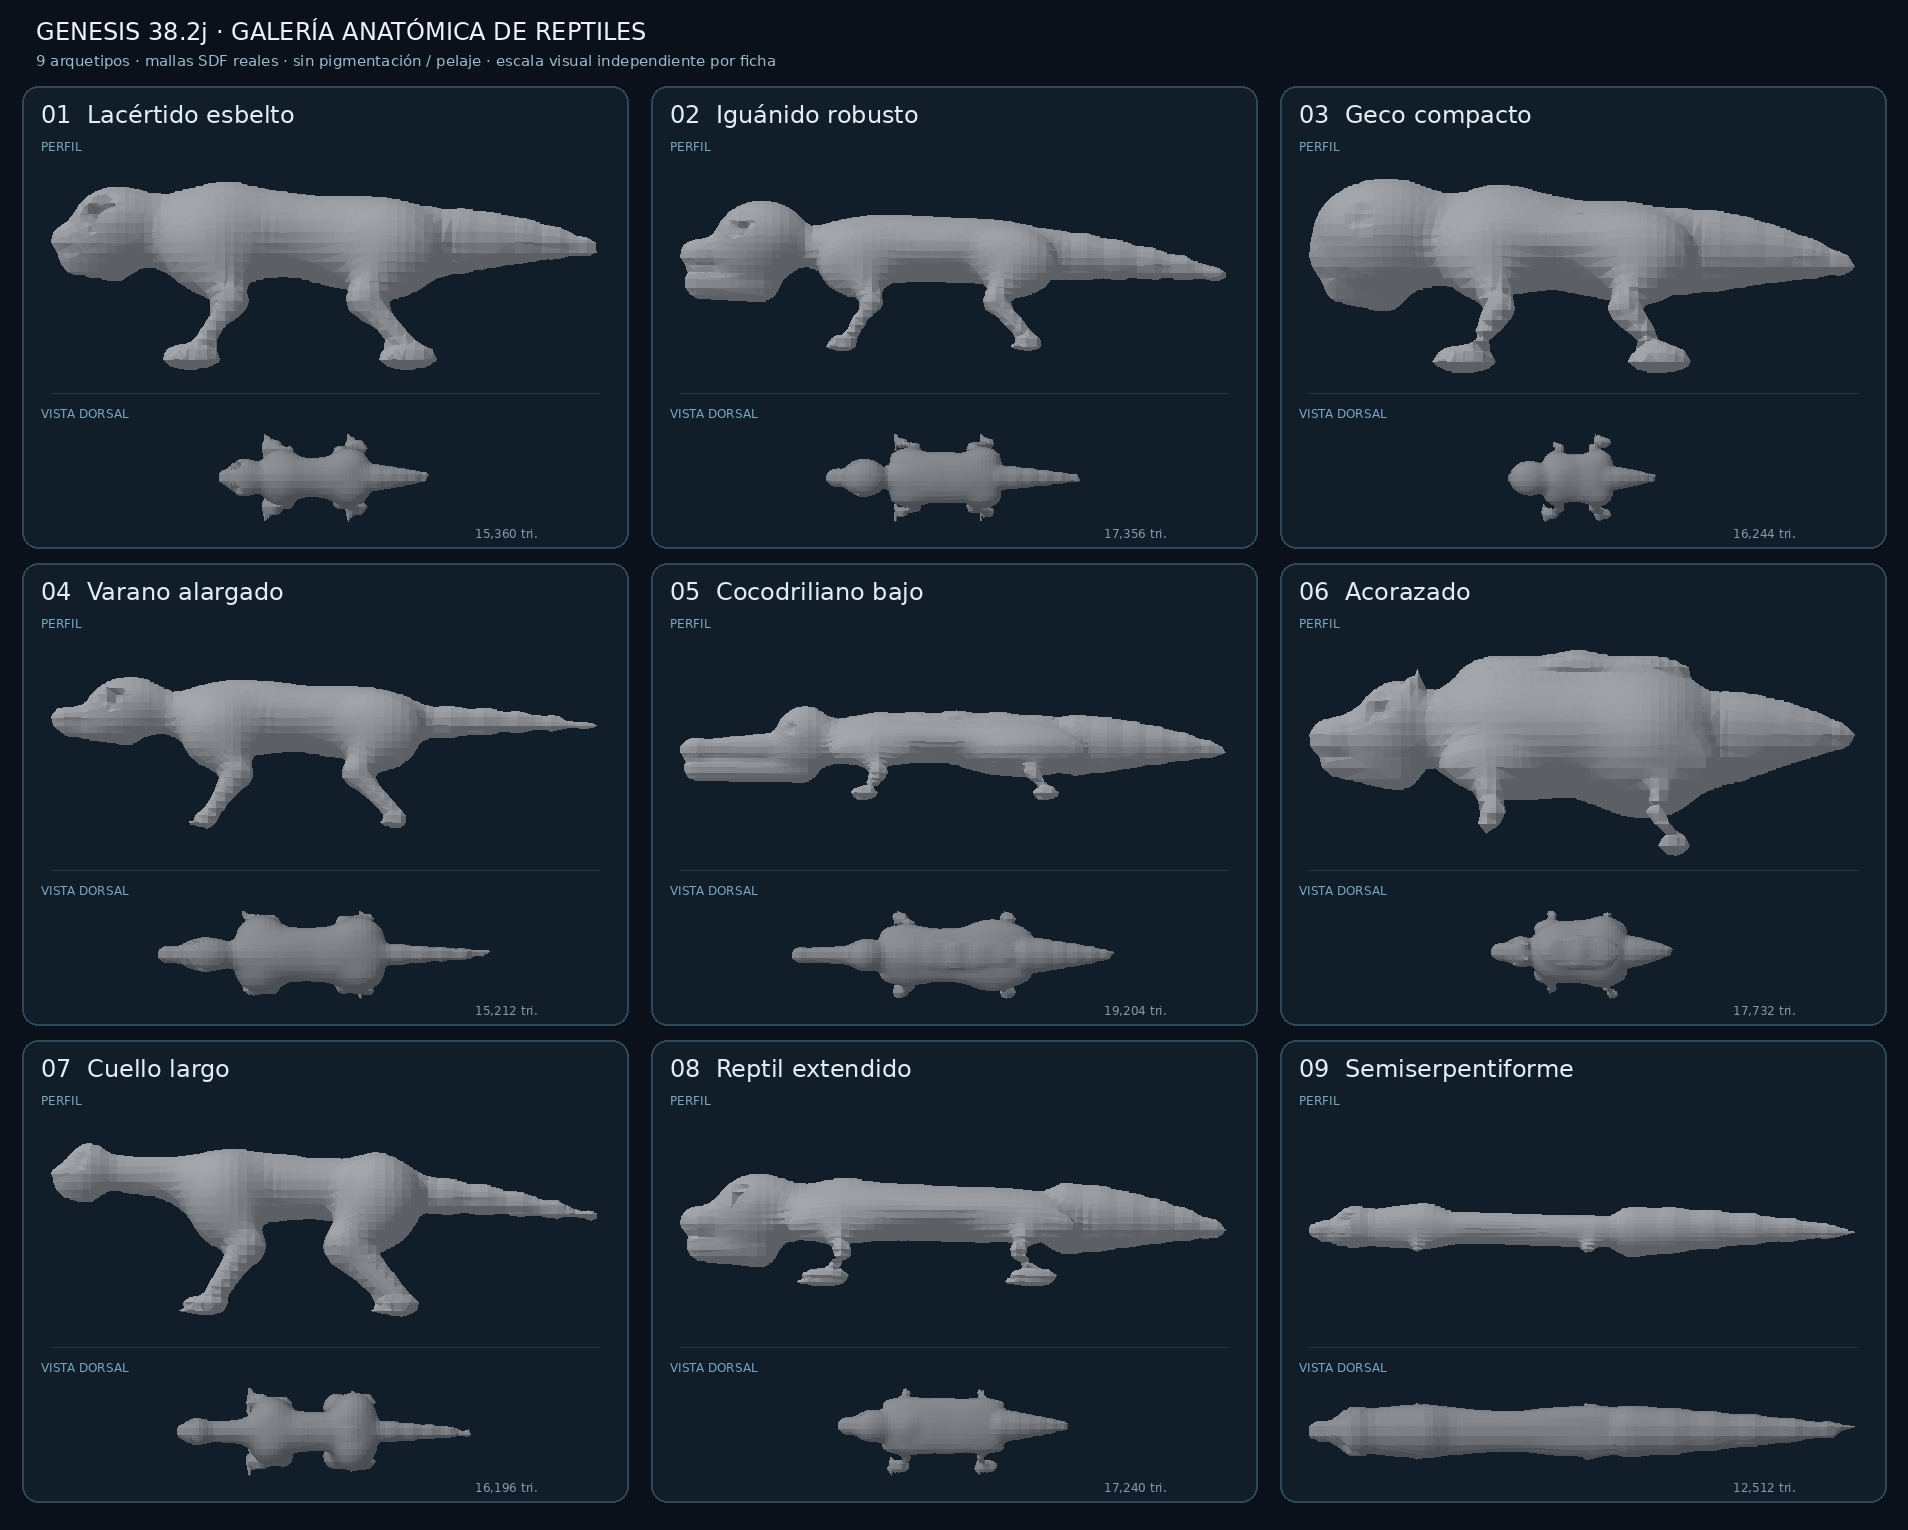 GENESIS 38.2j · GALERÍA ANATÓMICA DE REPTILES
9 arquetipos · mallas SDF reales · sin pigmentación / pelaje · escala visual independiente por ficha
01 Lacértido esbelto
PERFIL
VISTA DORSAL
15,360 tri.
02 Iguánido robusto
PERFIL
VISTA DORSAL
17,356 tri.
03 Geco compacto
PERFIL
VISTA DORSAL
16,244 tri.
04 Varano alargado
PERFIL
VISTA DORSAL
15,212 tri.
05 Cocodriliano bajo
PERFIL
VISTA DORSAL
19,204 tri.
06 Acorazado
PERFIL
VISTA DORSAL
17,732 tri.
07 Cuello largo
PERFIL
VISTA DORSAL
16,196 tri.
08 Reptil extendido
PERFIL
VISTA DORSAL
17,240 tri.
09 Semiserpentiforme
PERFIL
VISTA DORSAL
12,512 tri.